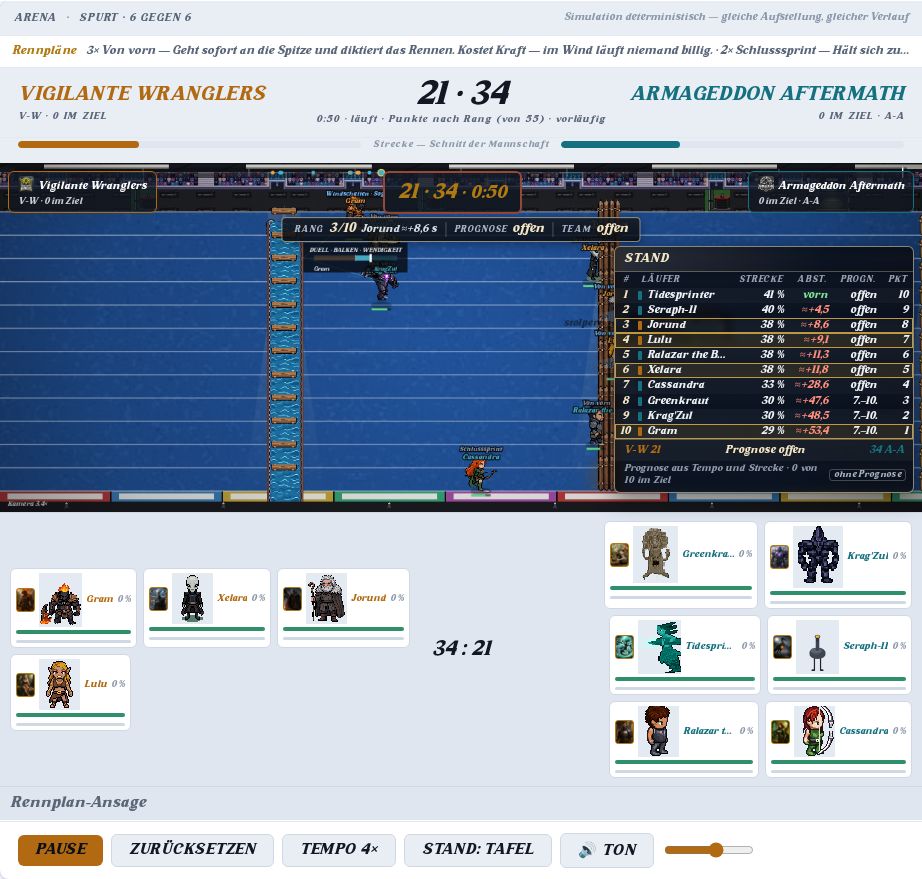 ARENA · SPURT · 6 GEGEN 6
Simulation deterministisch — gleiche Aufstellung, gleicher Verlauf
Rennpläne 3× Von vorn — Geht sofort an die Spitze und diktiert das Rennen. Kostet Kraft — im Wind läuft niemand billig. · 2× Schlussprint — Hält sich zu…
VIGILANTE WRANGLERS
V-W · 0 IM ZIEL
21 · 34
0:50 · läuft · Punkte nach Rang (von 55) · vorläufig
ARMAGEDDON AFTERMATH
0 IM ZIEL · A-A
Strecke — Schnitt der Mannschaft
Vigilante Wranglers
V-W · 0 im Ziel
Gram
21 · 34 · 0:50
Armageddon Aftermath
0 im Ziel · A-A
RANG 3/10 Jorund ≈+8,6 s PROGNOSE offen TEAM offen
DUELL · BALKEN · WENDIGKEIT
Gram Krag'Zul
Xelara
STAND
# LÄUFER STRECKE ABST. PROGN. PKT
1 Tidesprinter 41 % vorn offen 10
2 Seraph-II 40 % ≈+4,5 offen 9
3 Jorund 38 % ≈+8,6 offen 8
4 Lulu 38 % ≈+9,1 offen 7
5 Ralazar the B… 38 % ≈+11,3 offen 6
6 Xelara 38 % ≈+11,8 offen 5
7 Cassandra 33 % ≈+28,6 offen 4
8 Greenkraut 30 % ≈+47,6 7.–10. 3
9 Krag'Zul 30 % ≈+48,5 7.–10. 2
10 Gram 29 % ≈+53,4 7.–10. 1
V-W 21 Prognose offen 34 A-A
Prognose aus Tempo und Strecke · 0 von 10 im Ziel
ohne Prognose
Schlussprint
Cassandra
Kamera 3.4×
Gram 0 %
Xelara 0 %
Jorund 0 %
Lulu 0 %
34 : 21
Greenkra… 0 %
Krag'Zul 0 %
Tidespri… 0 %
Seraph-II 0 %
Ralazar t… 0 %
Cassandra 0 %
Rennplan-Ansage
PAUSE
ZURÜCKSETZEN
TEMPO 4×
STAND: TAFEL
TON